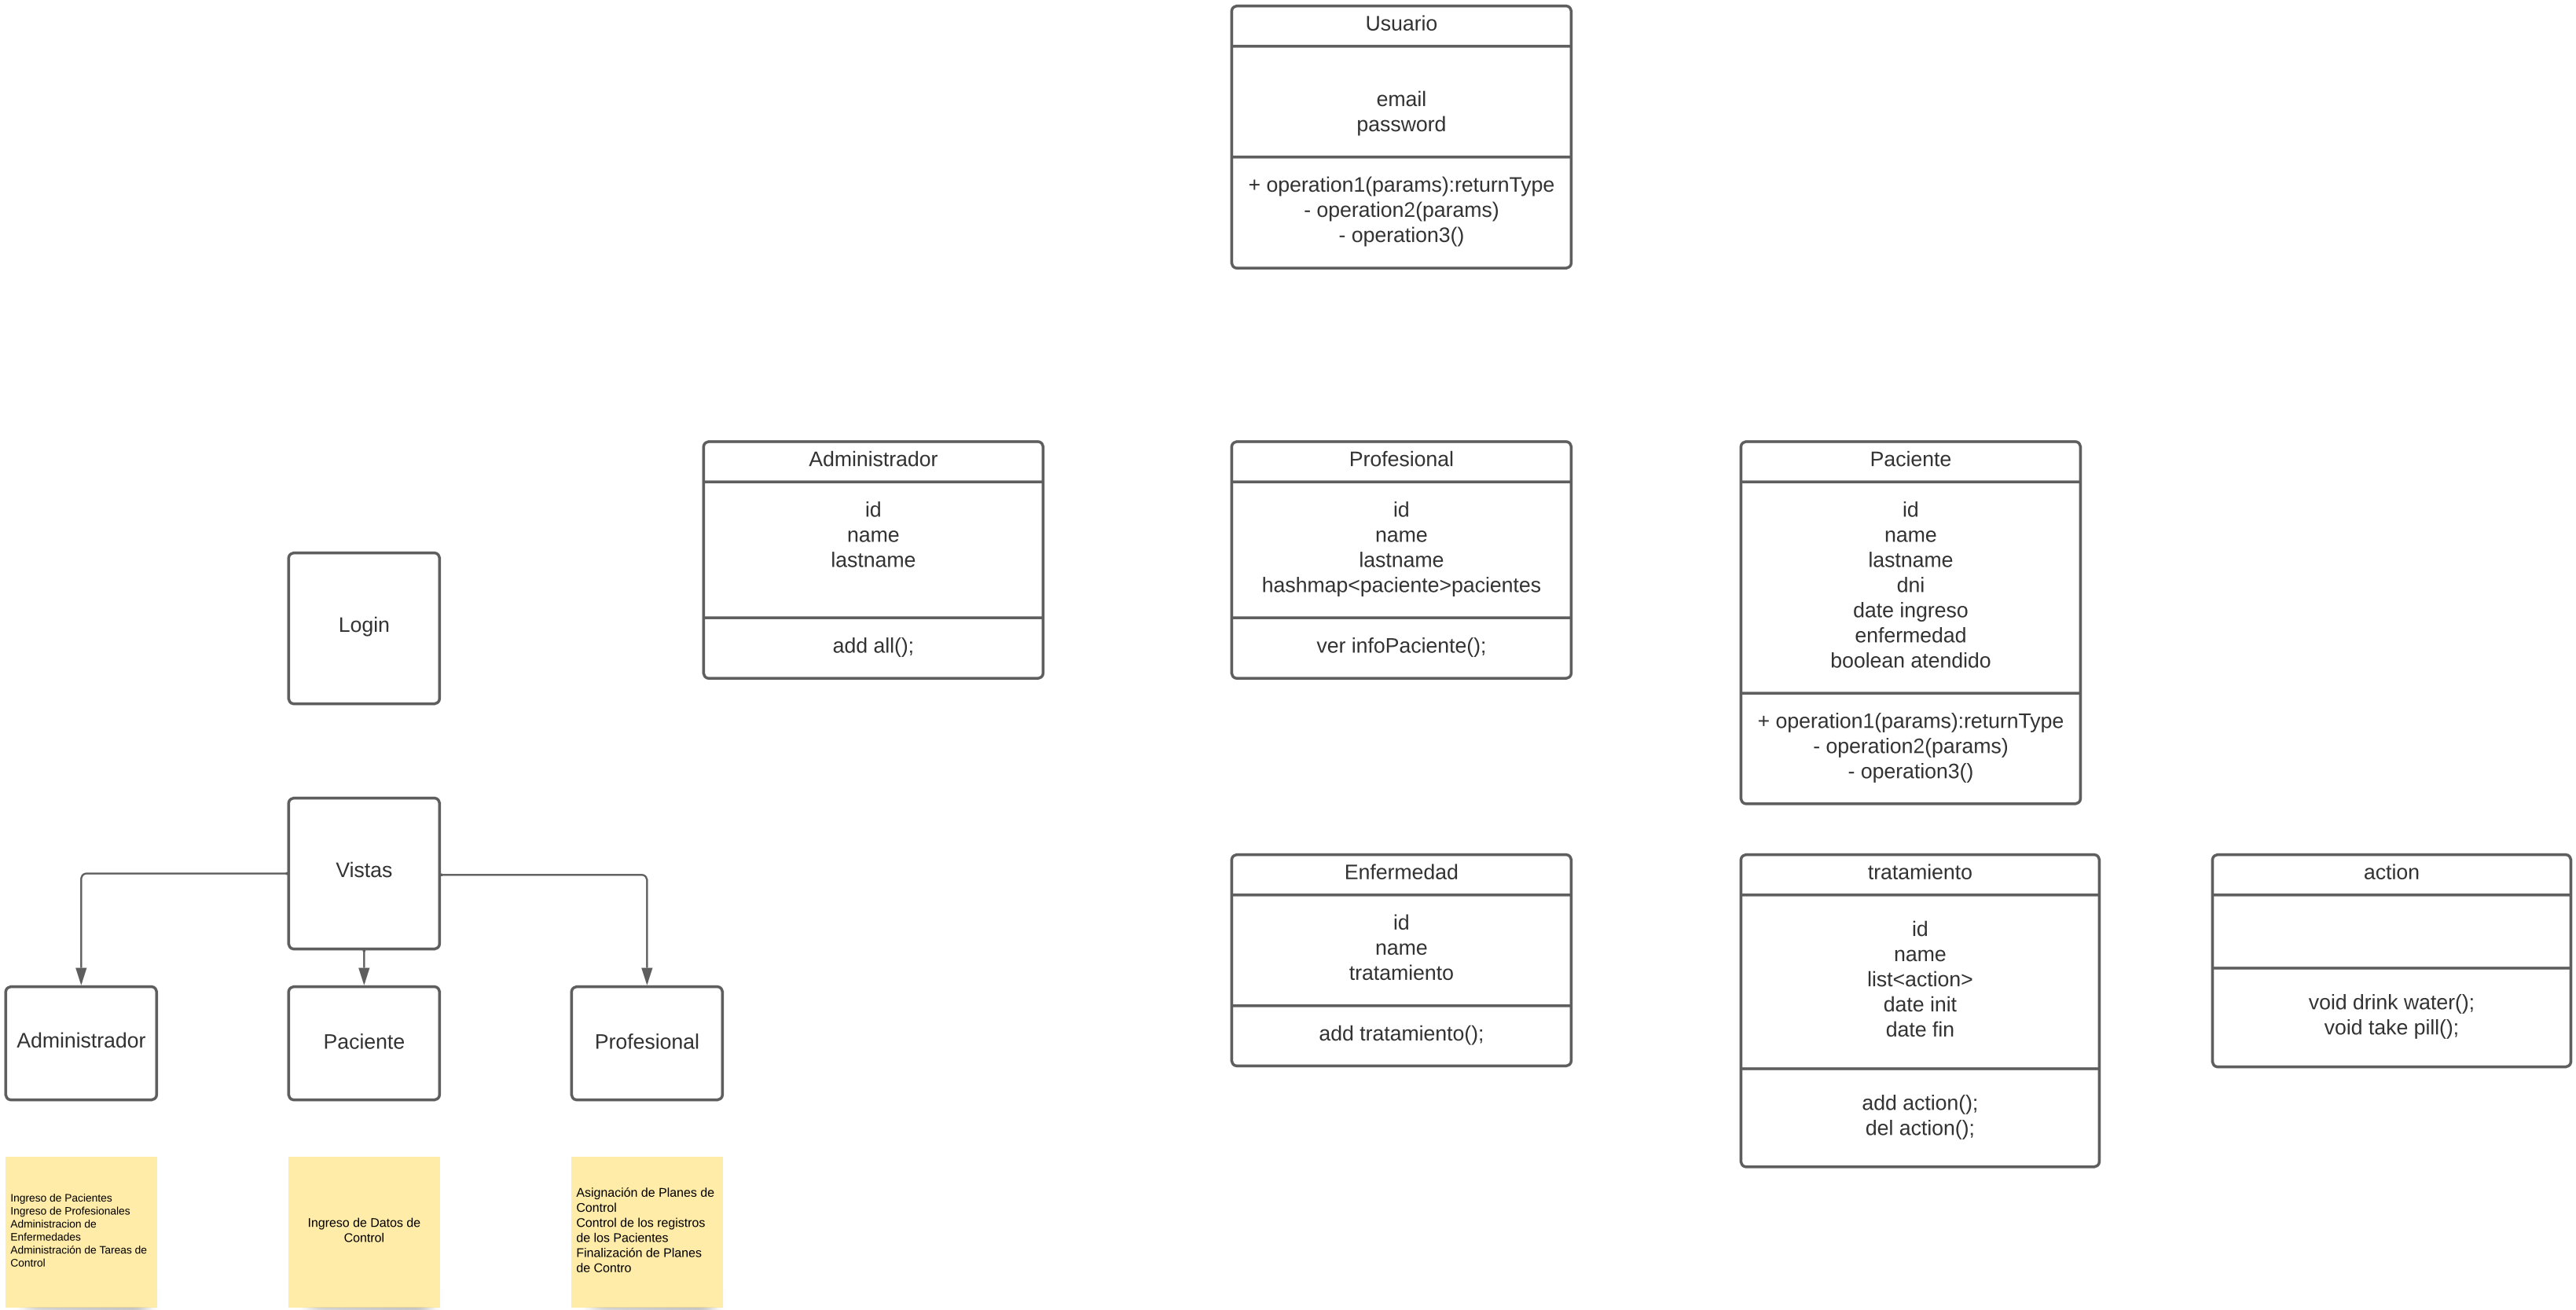 Usuario
email
password
+ operation1(params):returnType
- operation2(params)
- operation3()
Administrador
id
name
lastname
add all();
Profesional
id
name
lastname
hashmap<paciente>pacientes
ver infoPaciente();
Paciente
id
name
lastname
dni
date ingreso
enfermedad
boolean atendido
+ operation1(params):returnType
- operation2(params)
- operation3()
Login
Vistas
Administrador
Paciente
Profesional
Enfermedad
id
name
tratamiento
add tratamiento();
tratamiento
id
name
list<action>
date init
date fin
add action();
del action();
action
void drink water();
void take pill();
Ingreso de Pacientes
Ingreso de Profesionales
Administracion de
Enfermedades
Administración de Tareas de
Control
Ingreso de Datos de
Control
Asignación de Planes de
Control
Control de los registros
de los Pacientes
Finalización de Planes
de Contro